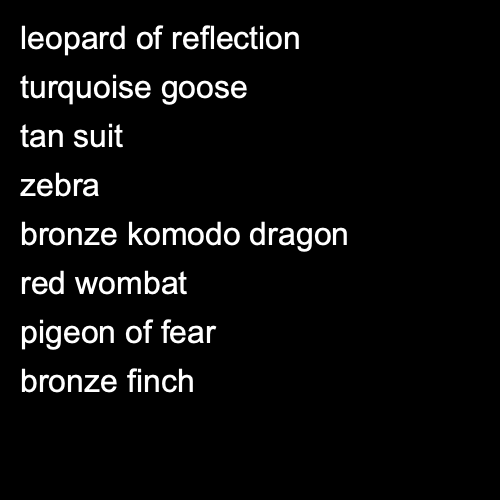 leopard of reflection
turquoise goose
tan suit
zebra
bronze komodo dragon
red wombat
pigeon of fear
bronze finch